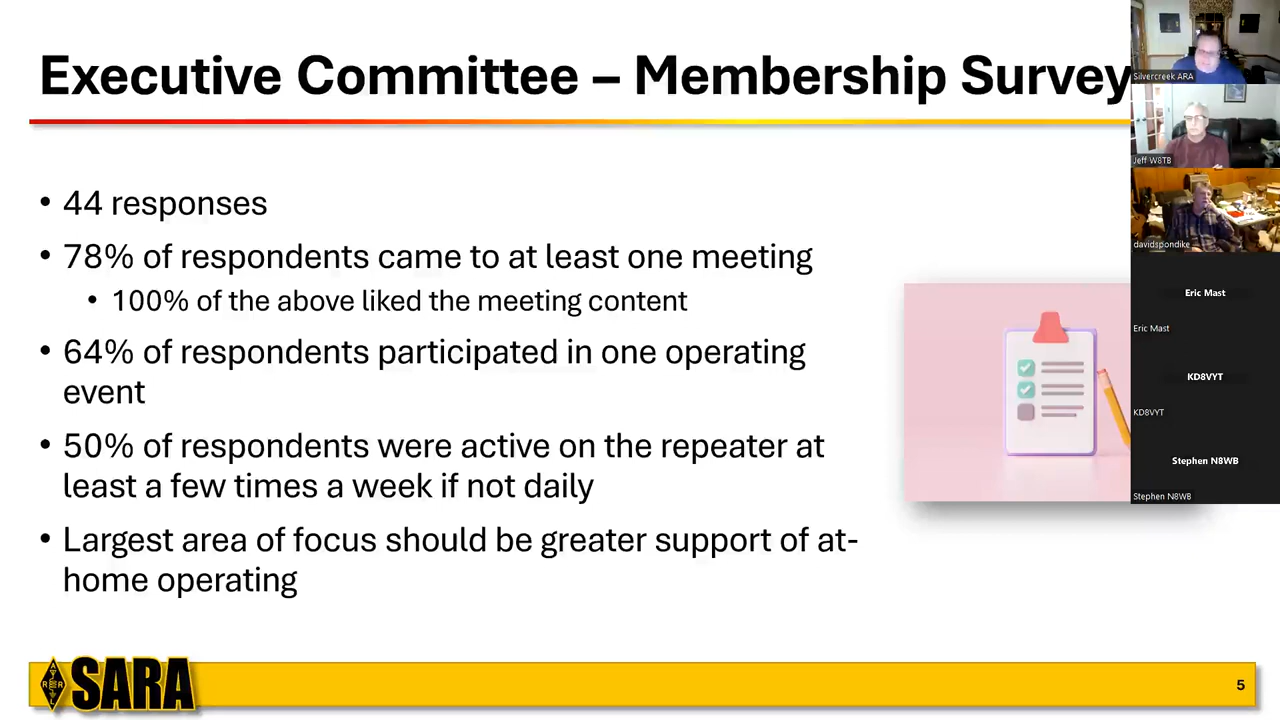 Executive Committee – Membership Survey
• 44 responses
• 78% of respondents came to at least one meeting
• 100% of the above liked the meeting content
• 64% of respondents participated in one operating
event
• 50% of respondents were active on the repeater at
least a few times a week if not daily
• Largest area of focus should be greater support of at-
home operating
SARA
5
Silvercreek ARA
Jeff W8TB
davidspondike
Eric Mast
Eric Mast
KD8VYT
KD8VYT
Stephen N8WB
Stephen N8WB